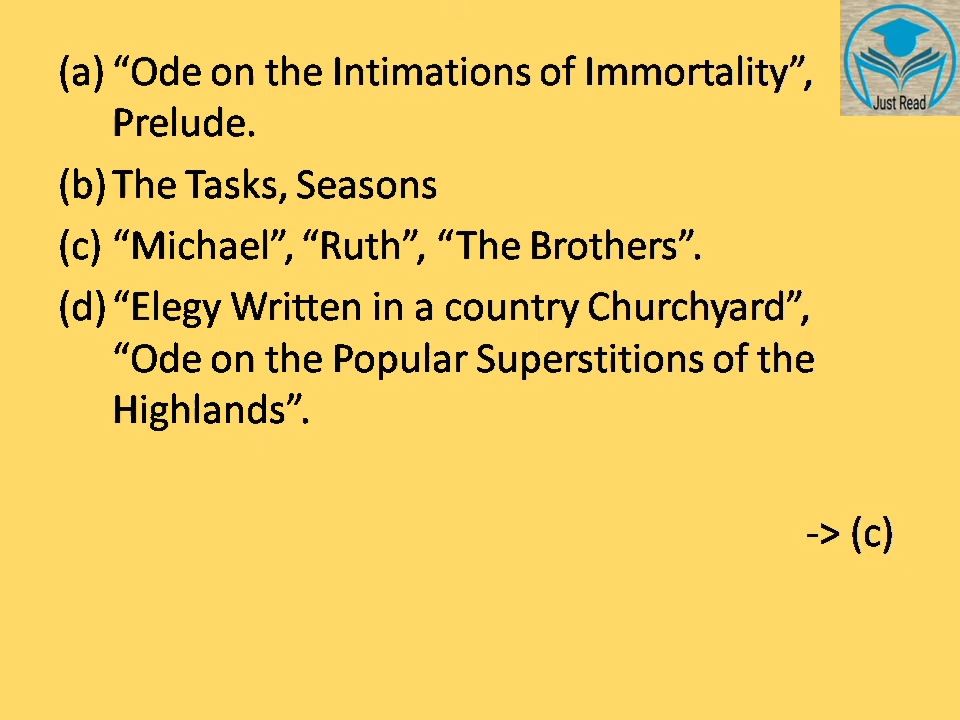 (a) “Ode on the Intimations of Immortality”,
Prelude.
(b) The Tasks, Seasons
(c) “Michael”, “Ruth”, “The Brothers”.
(d) “Elegy Written in a country Churchyard”,
“Ode on the Popular Superstitions of the
Highlands”.
-> (c)
Just Read